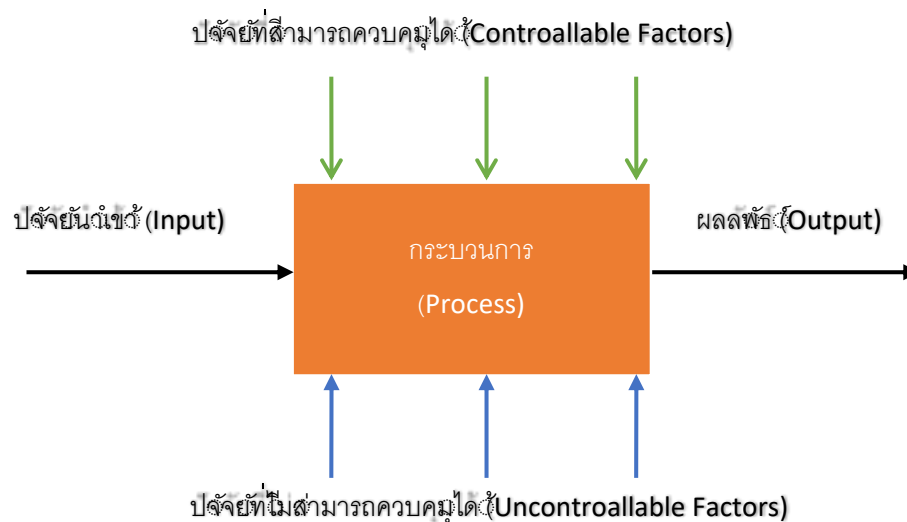 ปัจจัยที่สามารถควบคุมได้ (Controallable Factors)
ปัจจัยนำเข้า (Input)
ผลลัพธ์ (Output)
กระบวนการ
(Process)
ปัจจัยที่ไม่สามารถควบคุมได้ (Uncontroallable Factors)